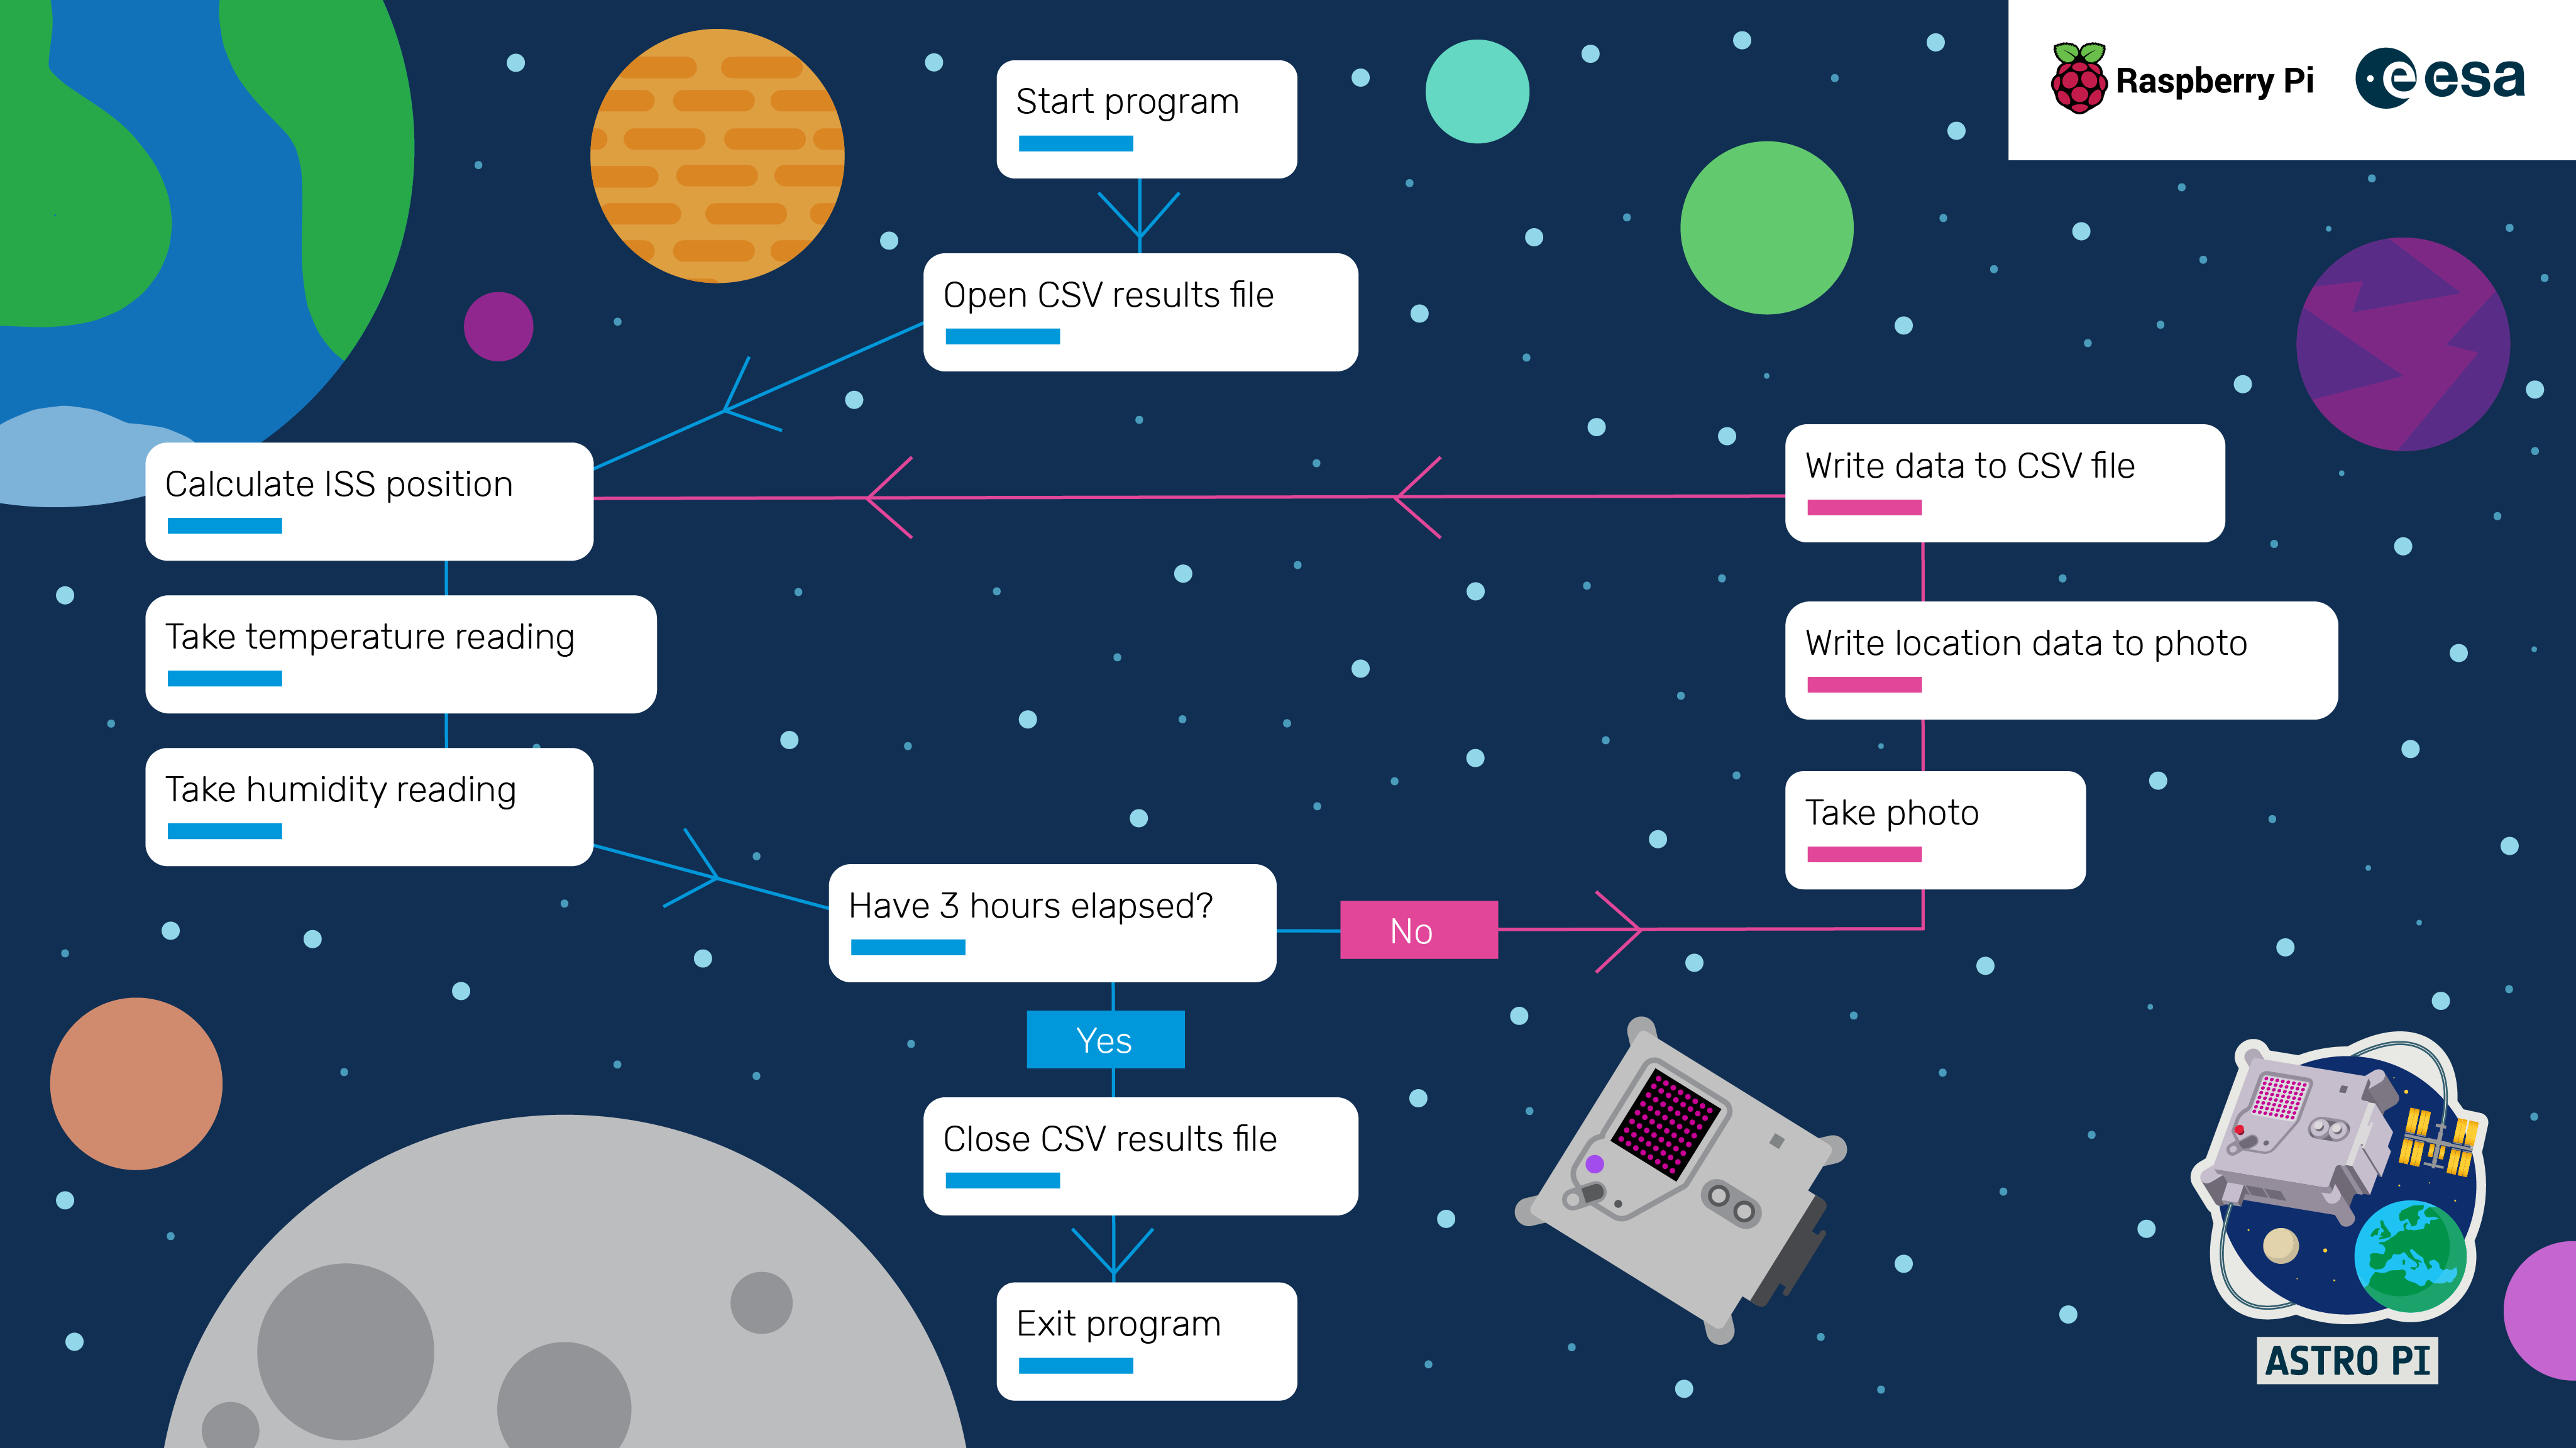 Start program
Raspberry Pi
esa
Open CSV results file
Calculate ISS position
Take temperature reading
Take humidity reading
Have 3 hours elapsed?
No
Take photo
Write location data to photo
Write data to CSV file
Yes
Close CSV results file
Exit program
ASTRO PI